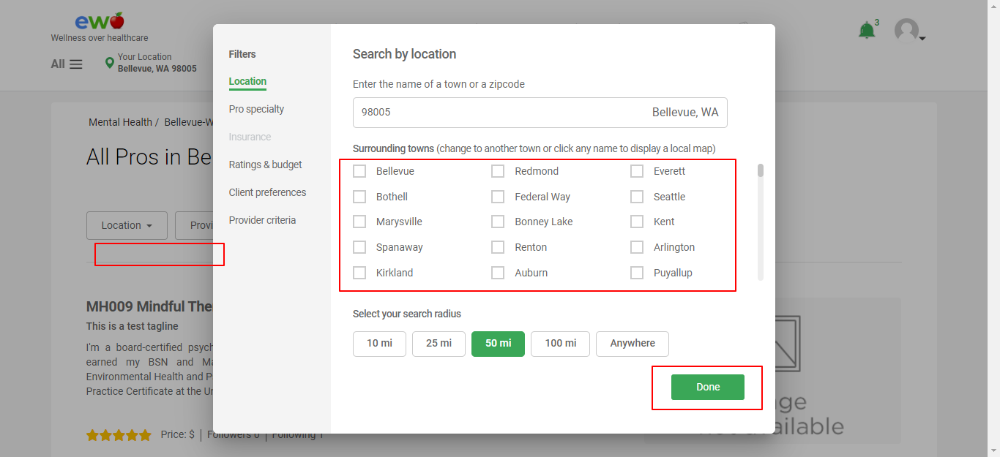 ew
Wellness over healthcare
All
Your Location
Bellevue, WA 98005
3
Mental Health / Bellevue-W
All Pros in Be
Location
Provi
MH009 Mindful The
This is a test tagline
I'm a board-certified psych
earned my BSN and Ma
Environmental Health and P
Practice Certificate at the Un
Price: $ | Followers 0 | Following 1
Filters
Location
Pro specialty
Insurance
Ratings & budget
Client preferences
Provider criteria
Search by location
Enter the name of a town or a zipcode
98005 Bellevue, WA
Surrounding towns (change to another town or click any name to display a local map)
Bellevue Redmond Everett
Bothell Federal Way Seattle
Marysville Bonney Lake Kent
Spanaway Renton Arlington
Kirkland Auburn Puyallup
Select your search radius
10 mi 25 mi 50 mi 100 mi Anywhere
Done
ge
ailable